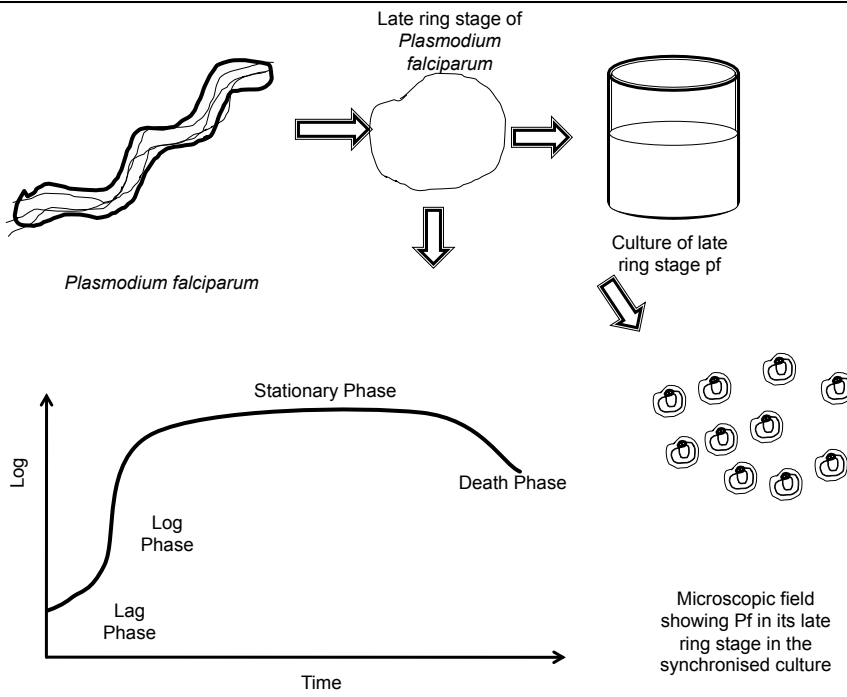 Late ring stage of
Plasmodium
falciparum
Plasmodium falciparum
Culture of late
ring stage pf
Stationary Phase
Death Phase
Log
Log
Phase
Lag
Phase
Time
Microscopic field
showing Pf in its late
ring stage in the
synchronised culture